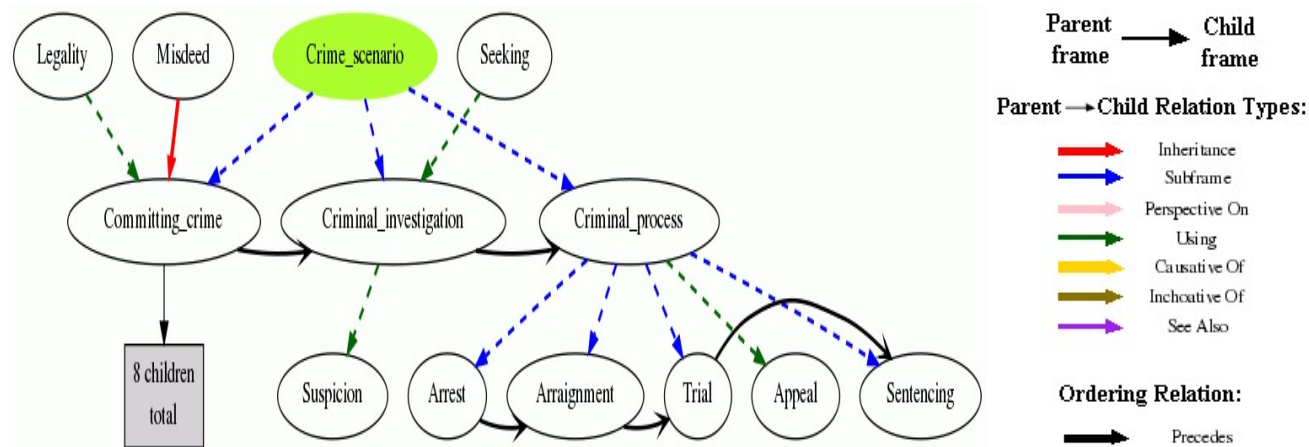 Legality
Misdeed
Crime_scenario
Seeking
Committing_crime
Criminal_investigation
Criminal_process
8 children
total
Suspicion
Arrest
Arraignment
Trial
Appeal
Sentencing
Parent
frame
Child
frame
Parent → Child Relation Types:
Inheritance
Subframe
Perspective On
Using
Causative Of
Inchoative Of
See Also
Ordering Relation:
Precedes